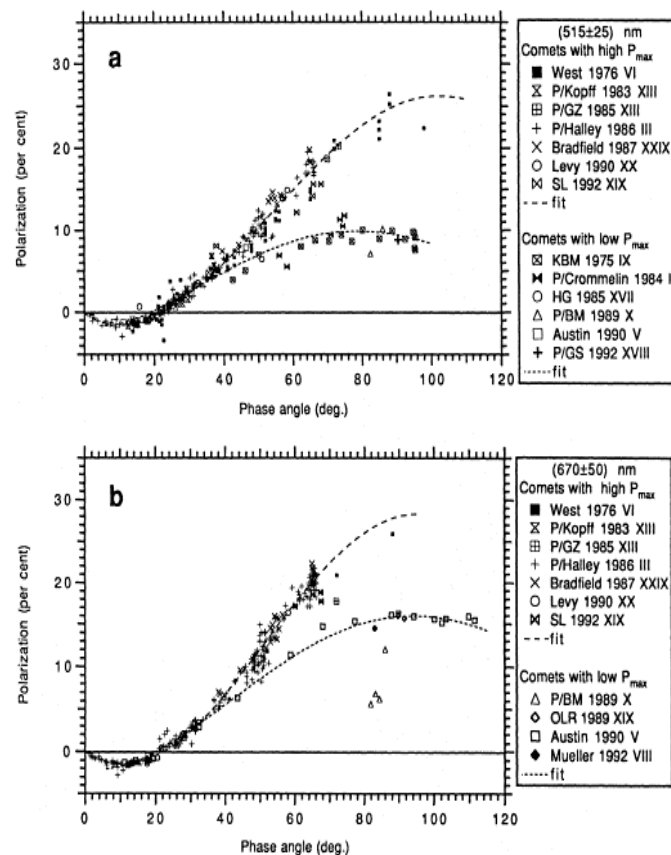 a
30
20
10
0
Polarization (per cent)
0 20 40 60 80 100 120
Phase angle (deg.)
(515±25) nm
Comets with high Pmax
West 1976 VI
P/Kopff 1983 XIII
P/GZ 1985 XIII
P/Halley 1986 III
Bradfield 1987 XXIX
Levy 1990 XX
SL 1992 XIX
fit
Comets with low Pmax
KBM 1975 IX
P/Crommelin 1984 I
HG 1985 XVII
P/BM 1989 X
Austin 1990 V
P/GS 1992 XVIII
fit
b
30
20
10
0
Polarization (per cent)
0 20 40 60 80 100 120
Phase angle (deg.)
(670±50) nm
Comets with high Pmax
West 1976 VI
P/Kopff 1983 XIII
P/GZ 1985 XIII
P/Halley 1986 III
Bradfield 1987 XXIX
Levy 1990 XX
SL 1992 XIX
fit
Comets with low Pmax
P/BM 1989 X
OLR 1989 XIX
Austin 1990 V
Mueller 1992 VIII
fit